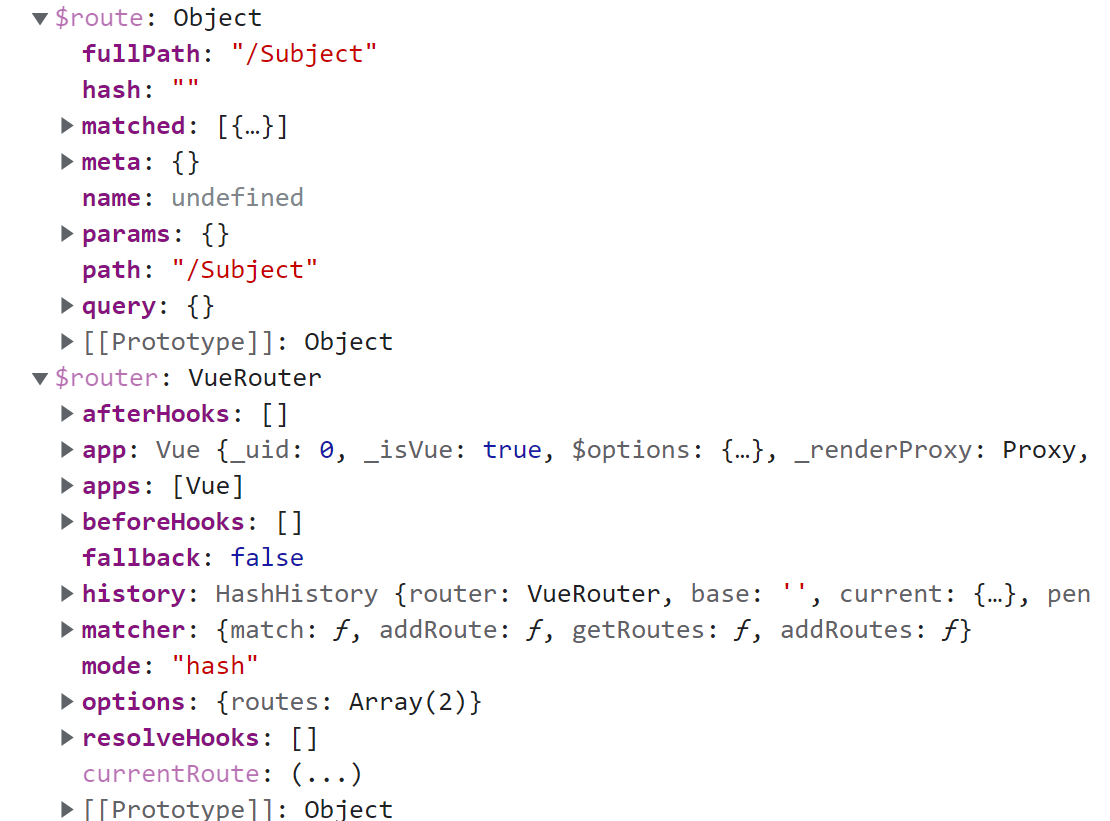 ▼$route: Object
fullPath: "/Subject"
hash: ""
▶matched: [{…}]
▶meta: {}
name: undefined
▶params: {}
path: "/Subject"
▶query: {}
▶[[Prototype]]: Object
▼$router: VueRouter
▶afterHooks: []
▶app: Vue {_uid: 0, _isVue: true, $options: {…}, _renderProxy: Proxy,
▶apps: [Vue]
▶beforeHooks: []
fallback: false
▶history: HashHistory {router: VueRouter, base: '', current: {…}, pen
▶matcher: {match: ƒ, addRoute: ƒ, getRoutes: ƒ, addRoutes: ƒ}
mode: "hash"
▶options: {routes: Array(2)}
▶resolveHooks: []
currentRoute: (...)
▶[[Prototype]]: Object